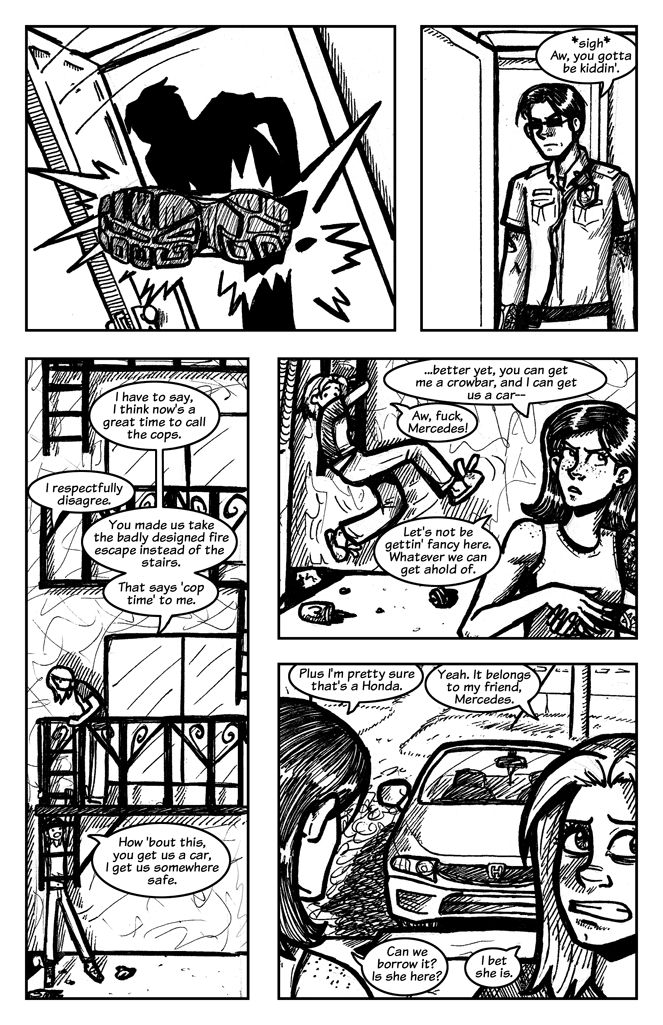 *sigh*
Aw, you gotta
be kiddin'.
I have to say,
I think now's a
great time to call
the cops.
I respectfully
disagree.
You made us take
the badly designed fire
escape instead of the
stairs.
That says 'cop
time' to me.
How 'bout this,
you get us a car,
I get us somewhere
safe.
...better yet, you can get
me a crowbar, and I can get
us a car--
Aw, fuck,
Mercedes!
Let's not be
gettin' fancy here.
Whatever we can
get ahold of.
Plus I'm pretty sure
that's a Honda.
Yeah. It belongs
to my friend,
Mercedes.
Can we
borrow it?
Is she here?
I bet
she is.